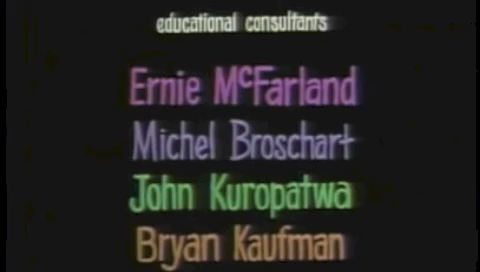 educational consultants
Ernie McFarland
Michel Broschart
John Kuropatwa
Bryan Kaufman